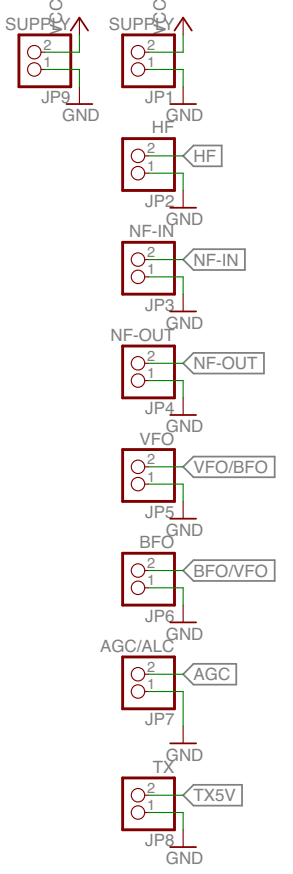 SUPPLY
VCC
2
1
JP9
GND
SUPPLY
VCC
2
1
JP1
GND
HF
2
HF
1
JP2
GND
NF-IN
2
NF-IN
1
JP3
GND
NF-OUT
2
NF-OUT
1
JP4
GND
VFO
2
VFO/BFO
1
JP5
GND
BFO
2
BFO/VFO
1
JP6
GND
AGC/ALC
2
AGC
1
JP7
GND
TX
2
TX5V
1
JP8
GND